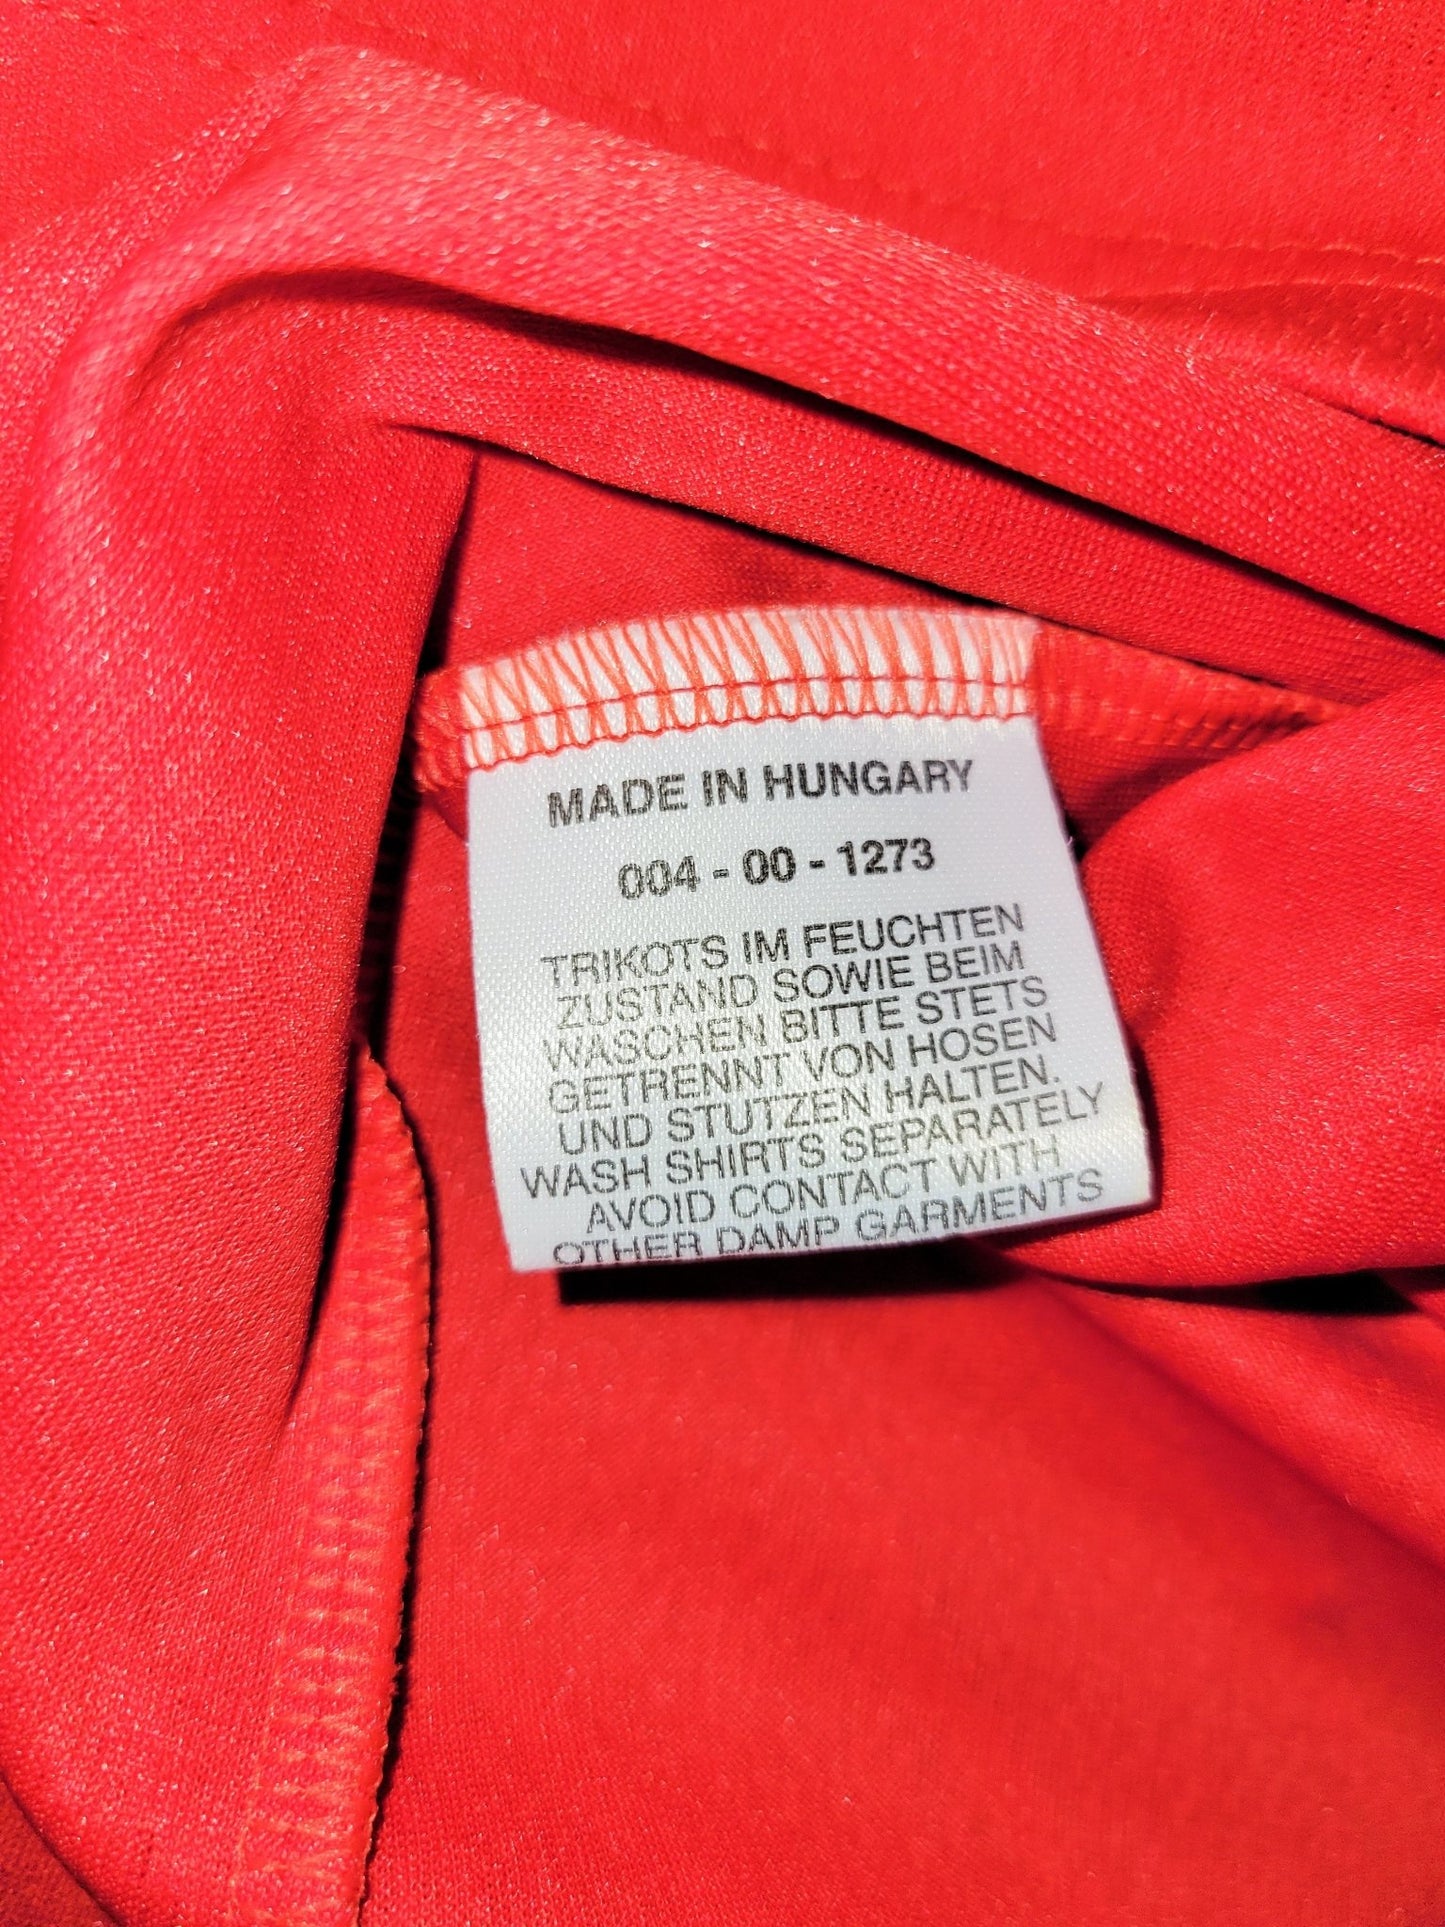 MADE IN HUNGARY
004 - 00 - 1273
TRIKOTS IM FEUCHTEN
ZUSTAND SOWIE BEIM
WASCHEN BITTE STETS
GETRENNT VON HOSEN
UND STUTZEN HALTEN.
WASH SHIRTS SEPARATELY
AVOID CONTACT WITH
OTHER DAMP GARMENTS